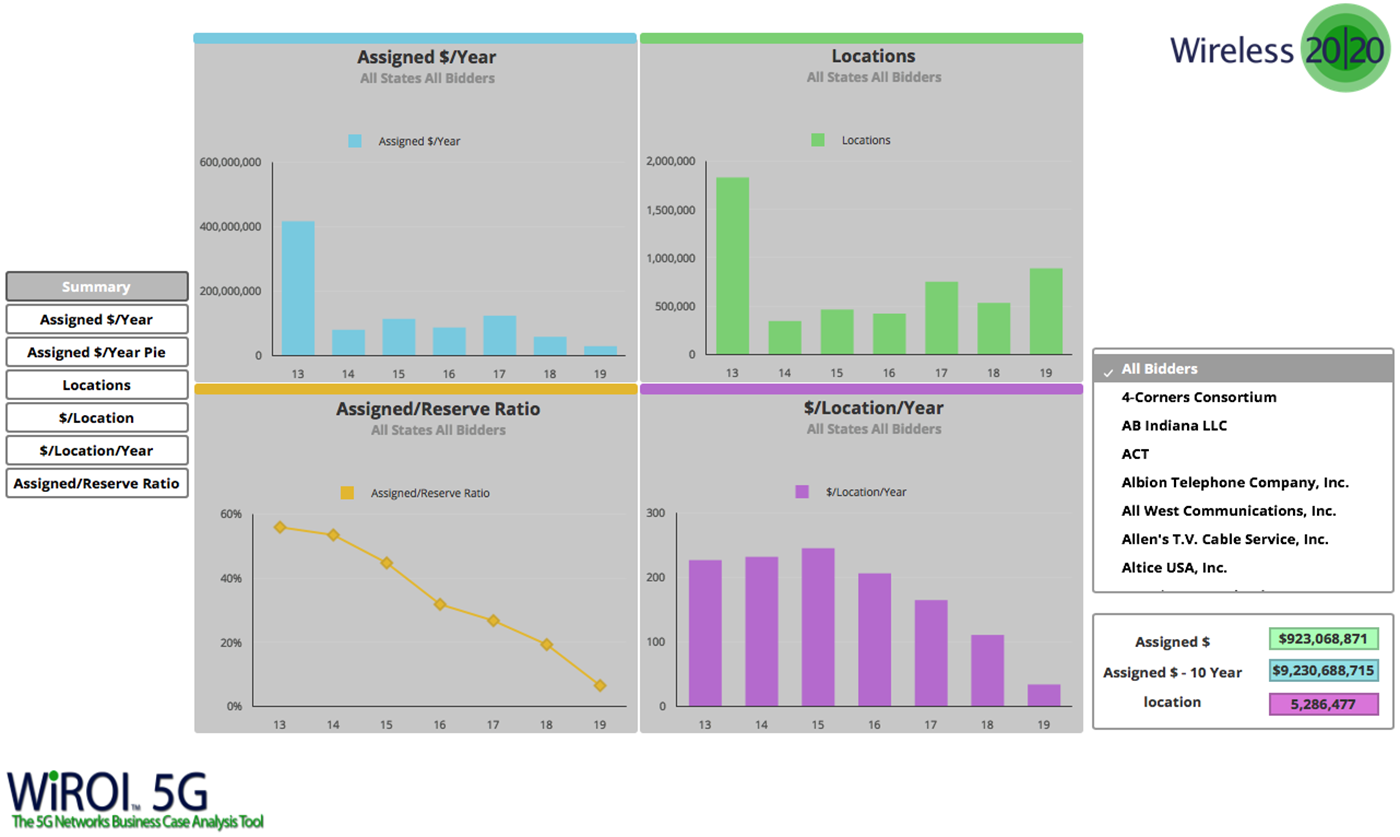 Wireless 20|20
Summary
Assigned $/Year
Assigned $/Year Pie
Locations
$/Location
$/Location/Year
Assigned/Reserve Ratio
Assigned $/Year
All States All Bidders
Assigned $/Year
600,000,000
400,000,000
200,000,000
0
13 14 15 16 17 18 19
Locations
All States All Bidders
Locations
2,000,000
1,500,000
1,000,000
500,000
0
13 14 15 16 17 18 19
Assigned/Reserve Ratio
All States All Bidders
Assigned/Reserve Ratio
60%
40%
20%
0%
13 14 15 16 17 18 19
$/Location/Year
All States All Bidders
$/Location/Year
300
200
100
0
13 14 15 16 17 18 19
✓ All Bidders
4-Corners Consortium
AB Indiana LLC
ACT
Albion Telephone Company, Inc.
All West Communications, Inc.
Allen's T.V. Cable Service, Inc.
Altice USA, Inc.
Assigned $ $923,068,871
Assigned $ - 10 Year $9,230,688,715
location 5,286,477
WiROI™ 5G
The 5G Networks Business Case Analysis Tool